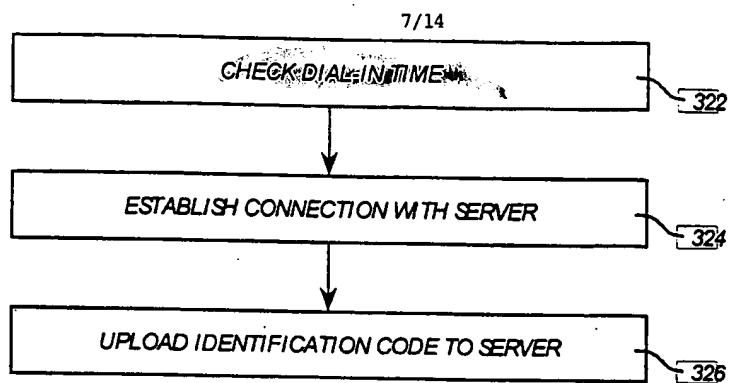 7/14
CHECK DIAL-IN TIME
322
ESTABLISH CONNECTION WITH SERVER
324
UPLOAD IDENTIFICATION CODE TO SERVER
326